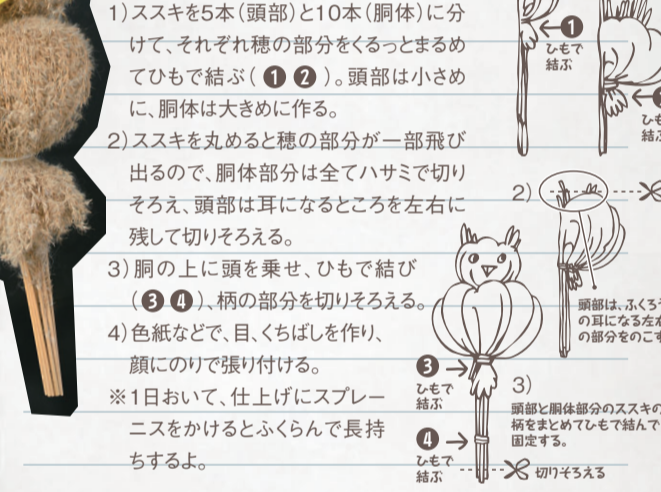 1)ススキを5本(頭部)と10本(胴体)に分
けて、それぞれ穂の部分をくるっとまるめ
てひもで結ぶ(❶❷)。頭部は小さめ
に、胴体は大きめに作る。
2)ススキを丸めると穂の部分が一部飛び
出るので、胴体部分は全てハサミで切り
そろえ、頭部は耳になるところを左右に
残して切りそろえる。
3)胴の上に頭を乗せ、ひもで結び
(❸❹)、柄の部分を切りそろえる。
4)色紙などで、目、くちばしを作り、
顔にのりで張り付ける。
※1日おいて、仕上げにスプレー
ニスをかけるとふくらんで長持
ちするよ。
❶
ひもで
結ぶ
ひも
結
2)
頭部は、ふくろ
の耳になる左
の部分をのこ
❸
ひもで
結ぶ
❹
ひもで
結ぶ
3)
頭部と胴体部分のススキの
柄をまとめてひもで結んで
固定する。
切りそろえる